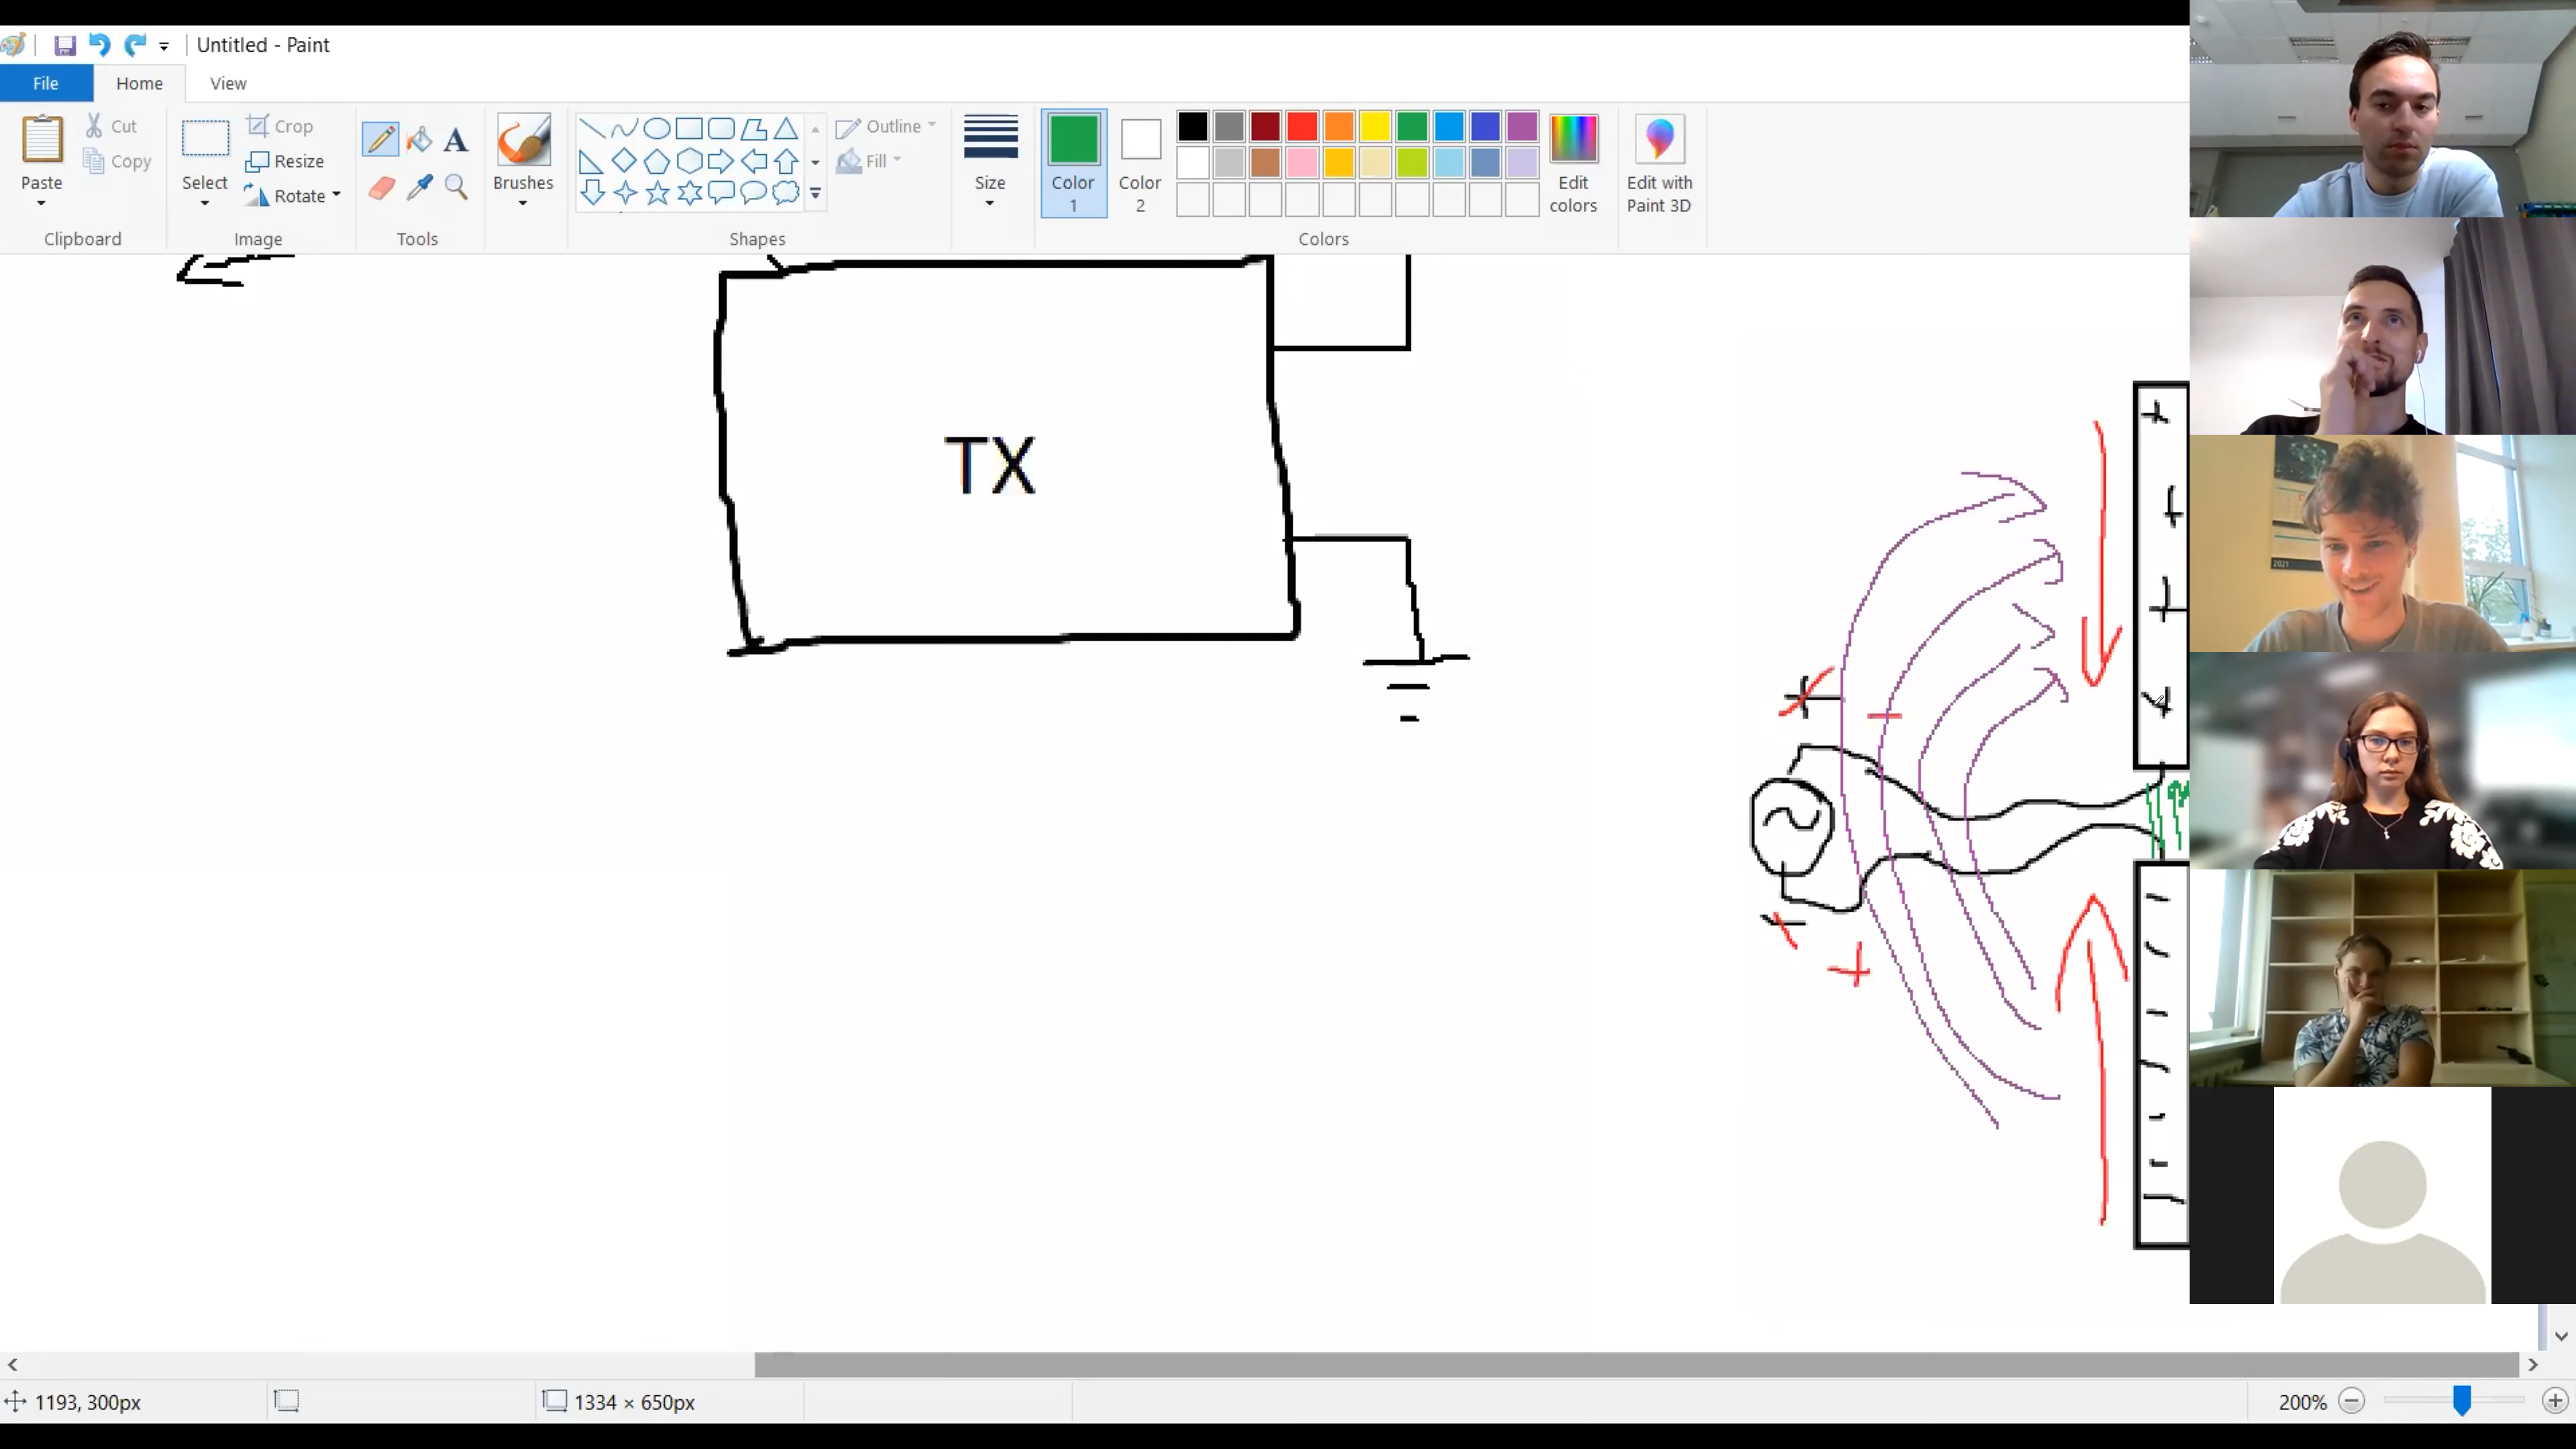 Untitled - Paint
File Home View
Paste
Cut
Copy
Clipboard
Select
Crop
Resize
Rotate
Image
Tools
Brushes
Shapes
Outline
Fill
Size
Color 1
Color 2
Edit colors
Colors
Edit with Paint 3D
TX
2021
1193, 300px
1334 × 650px
200%